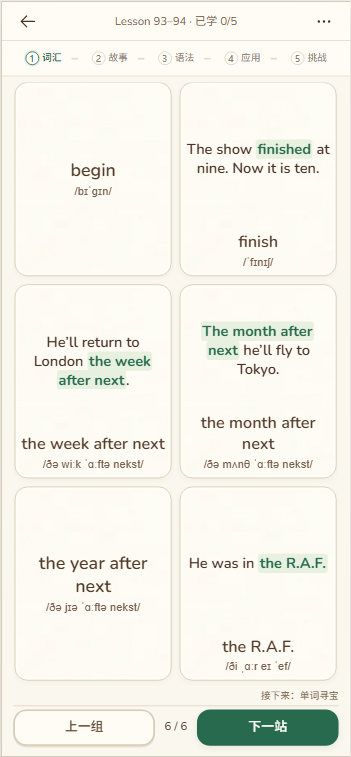 Lesson 93–94 · 已学 0/5
1 词汇 – 2 故事 – 3 语法 – 4 应用 – 5 挑战
begin
/bɪˈɡɪn/
The show finished at
nine. Now it is ten.
finish
/ˈfɪnɪʃ/
He’ll return to
London the week
after next.
the week after next
/ðə wiːk ˈɑːftə nekst/
The month after
next he’ll fly to
Tokyo.
the month after
next
/ðə mʌnθ ˈɑːftə nekst/
the year after
next
/ðə jɪə ˈɑːftə nekst/
He was in the R.A.F.
the R.A.F.
/ði ˌɑːr eɪ ˈef/
接下来：单词寻宝
上一组
6 / 6
下一站